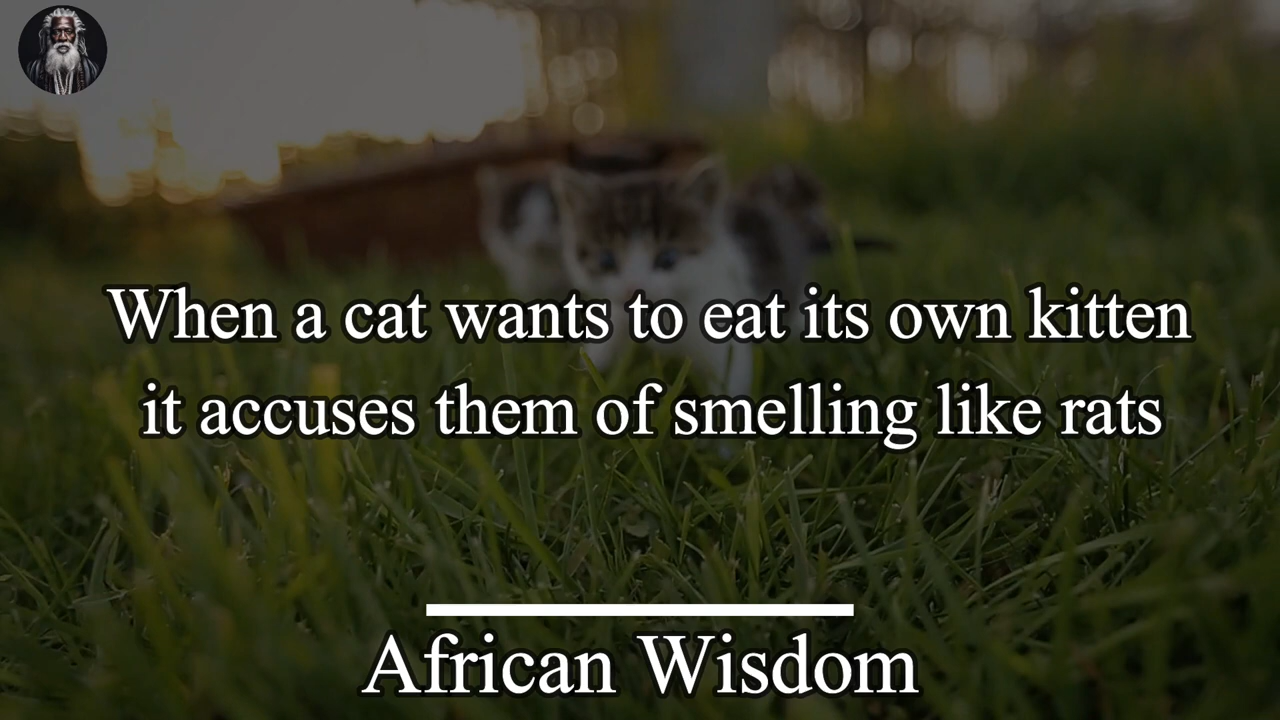 When a cat wants to eat its own kitten
it accuses them of smelling like rats
African Wisdom